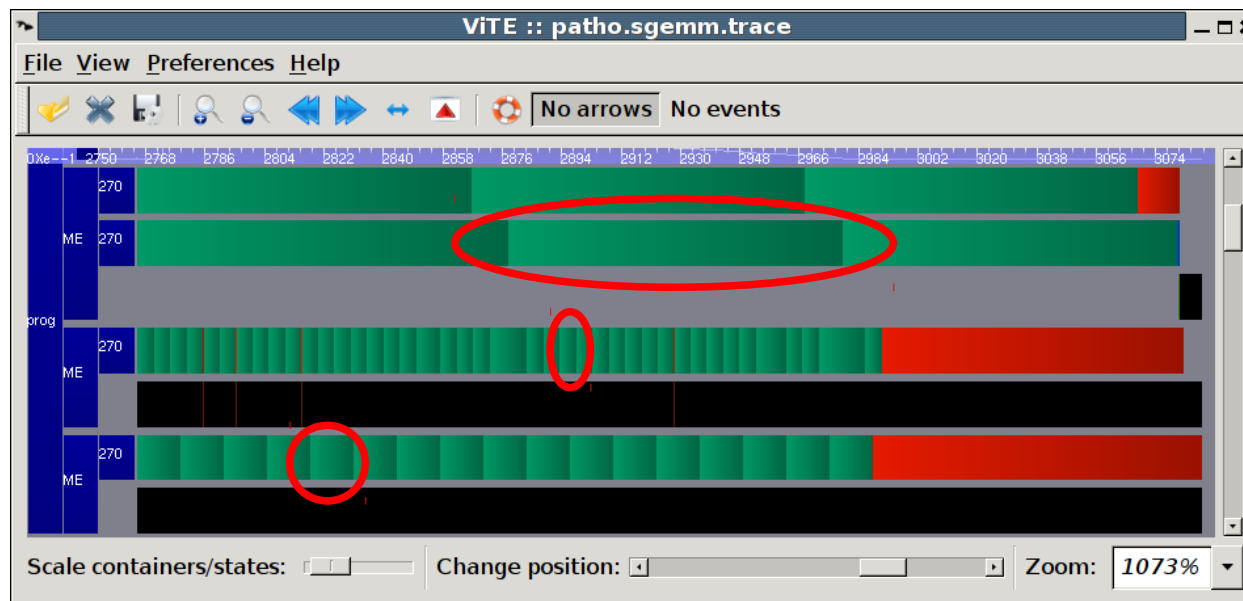 ViTE :: patho.sgemm.trace
File View Preferences Help
No arrows No events
0Xe--1 2750 2768 2786 2804 2822 2840 2858 2876 2894 2912 2930 2948 2966 2984 3002 3020 3038 3056 3074
270
ME 270
prog
270
ME
270
ME
Scale containers/states: Change position: Zoom: 1073%